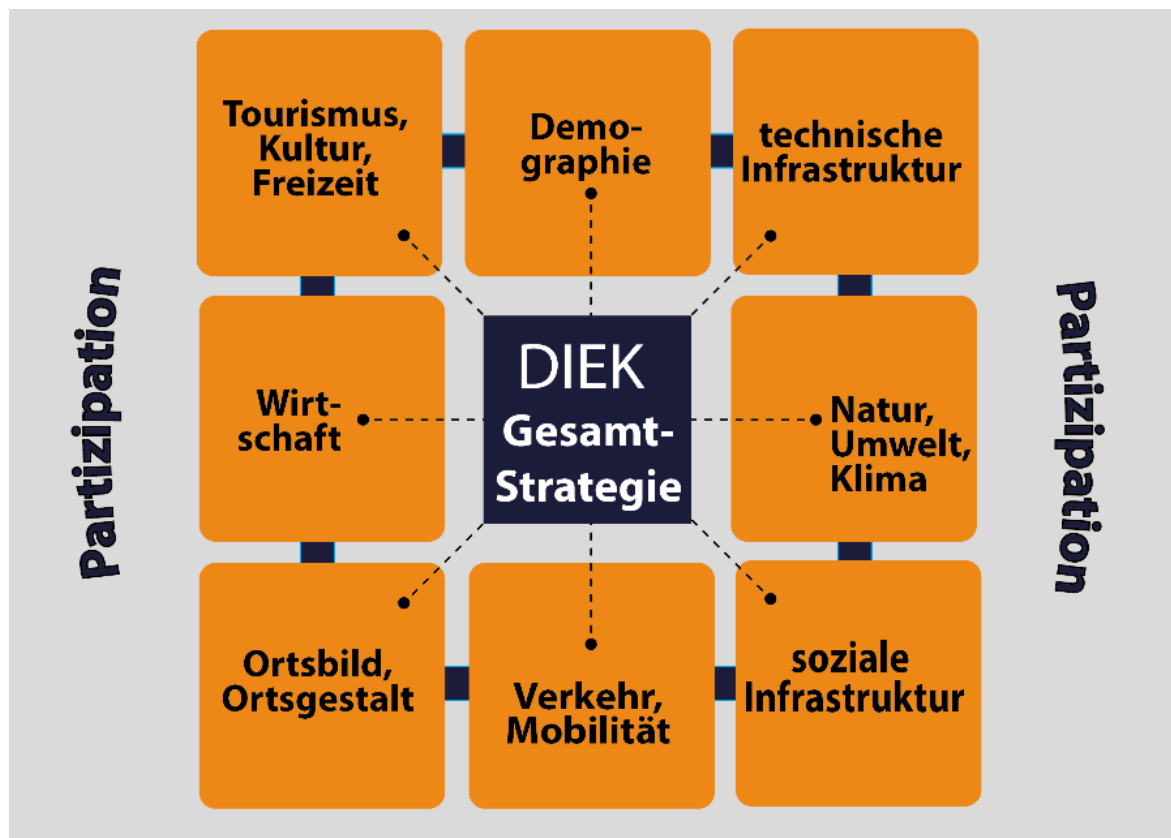 Tourismus,
Kultur,
Freizeit
Demo-
graphie
technische
Infrastruktur
Partizipation
Wirt-
schaft
DIEK
Gesamt-
Strategie
Natur,
Umwelt,
Klima
Partizipation
Ortsbild,
Ortsgestalt
Verkehr,
Mobilität
soziale
Infrastruktur